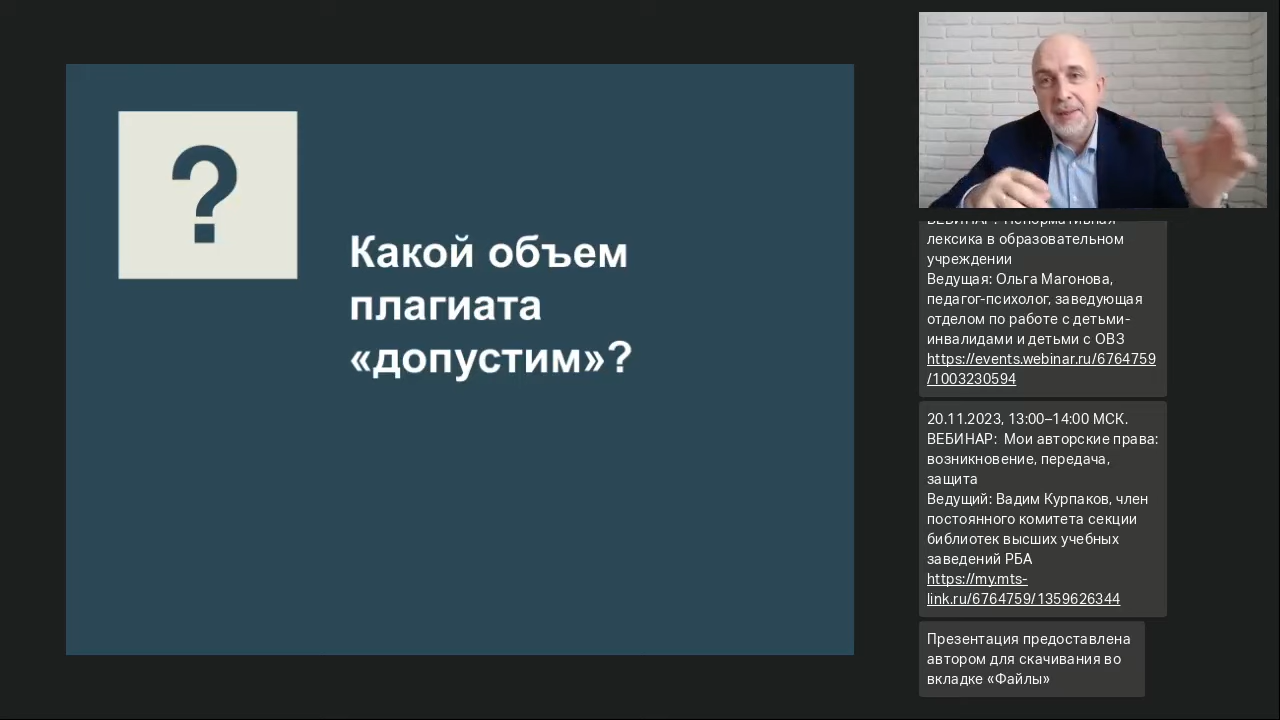 ?
Какой объем
плагиата
«допустим»?
ВЕБИНАР: Ненормативная
лексика в образовательном
учреждении
Ведущая: Ольга Магонова,
педагог-психолог, заведующая
отделом по работе с детьми-
инвалидами и детьми с ОВЗ
https://events.webinar.ru/6764759
/1003230594
20.11.2023, 13:00–14:00 МСК.
ВЕБИНАР:  Мои авторские права:
возникновение, передача,
защита
Ведущий: Вадим Курпаков, член
постоянного комитета секции
библиотек высших учебных
заведений РБА
https://my.mts-
link.ru/6764759/1359626344
Презентация предоставлена
автором для скачивания во
вкладке «Файлы»